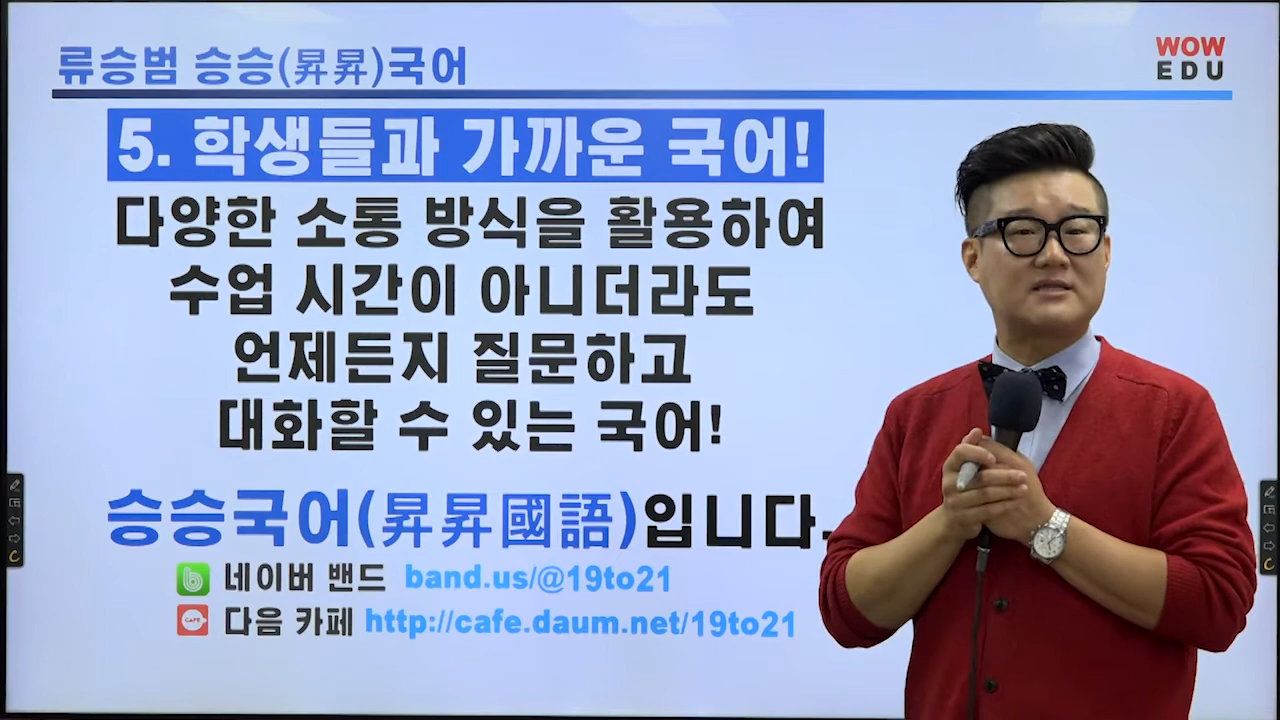 류승범 승승(昇昇)국어
WOW
EDU
5. 학생들과 가까운 국어!
다양한 소통 방식을 활용하여
수업 시간이 아니더라도
언제든지 질문하고
대화할 수 있는 국어!
승승국어(昇昇國語)입니다.
네이버 밴드 band.us/@19to21
CAFE 다음 카페 http://cafe.daum.net/19to21